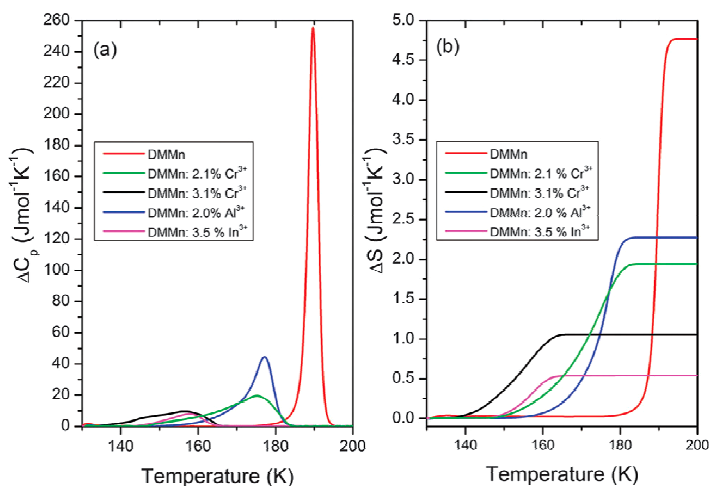 (a)
260
240
220
200
180
160
140
120
100
80
60
40
20
0
ΔCp (Jmol⁻¹K⁻¹)
DMMn
DMMn: 2.1% Cr³⁺
DMMn: 3.1% Cr³⁺
DMMn: 2.0% Al³⁺
DMMn: 3.5 % In³⁺
140 160 180 200
Temperature (K)
(b)
5.0
4.5
4.0
3.5
3.0
2.5
2.0
1.5
1.0
0.5
0.0
ΔS (Jmol⁻¹K⁻¹)
DMMn
DMMn: 2.1% Cr³⁺
DMMn: 3.1% Cr³⁺
DMMn: 2.0% Al³⁺
DMMn: 3.5 % In³⁺
140 160 180 200
Temperature (K)